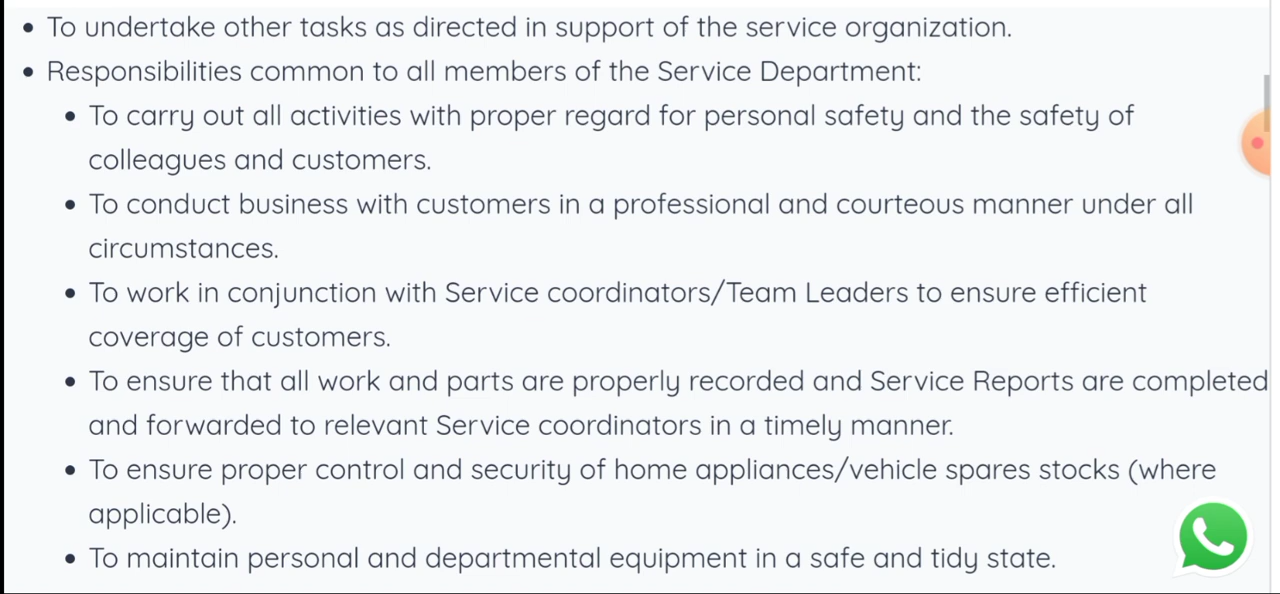 • To undertake other tasks as directed in support of the service organization.
• Responsibilities common to all members of the Service Department:
• To carry out all activities with proper regard for personal safety and the safety of
colleagues and customers.
• To conduct business with customers in a professional and courteous manner under all
circumstances.
• To work in conjunction with Service coordinators/Team Leaders to ensure efficient
coverage of customers.
• To ensure that all work and parts are properly recorded and Service Reports are completed
and forwarded to relevant Service coordinators in a timely manner.
• To ensure proper control and security of home appliances/vehicle spares stocks (where
applicable).
• To maintain personal and departmental equipment in a safe and tidy state.